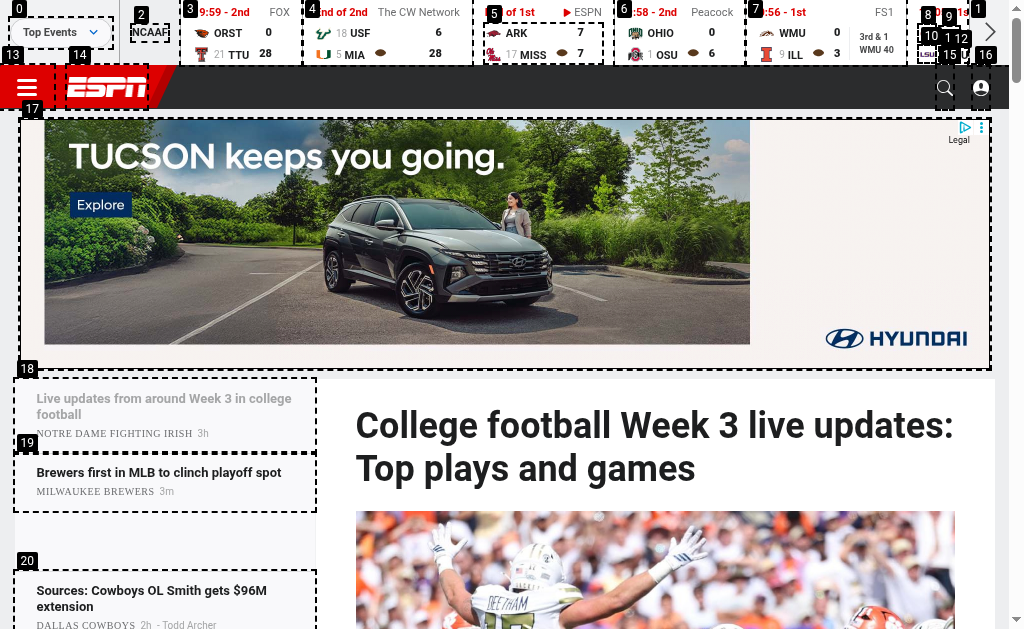 0
2
3
4
5
6
7
8
9
1
Top Events
NCAAF
9:59 - 2nd FOX
ORST 0
21 TTU 28
nd of 2nd The CW Network
18 USF 6
5 MIA 28
of 1st ESPN
ARK 7
17 MISS 7
:58 - 2nd Peacock
OHIO 0
1 OSU 6
:56 - 1st FS1
WMU 0
9 ILL 3
3rd & 1
WMU 40
10
12
13
14
15
16
ESPN
17
TUCSON keeps you going.
Explore
Legal
HYUNDAI
18
Live updates from around Week 3 in college
football
NOTRE DAME FIGHTING IRISH 3h
19
Brewers first in MLB to clinch playoff spot
MILWAUKEE BREWERS 3m
20
Sources: Cowboys OL Smith gets $96M
extension
DALLAS COWBOYS 2h - Todd Archer
College football Week 3 live updates:
Top plays and games
DEETHAM